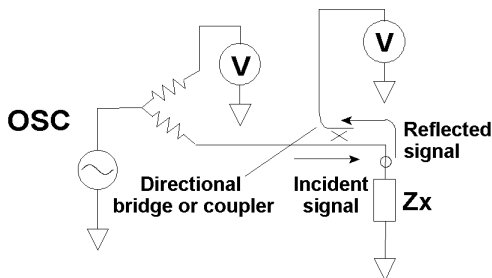 V
V
OSC
Reflected
signal
Directional
bridge or coupler
Incident
signal
Zx